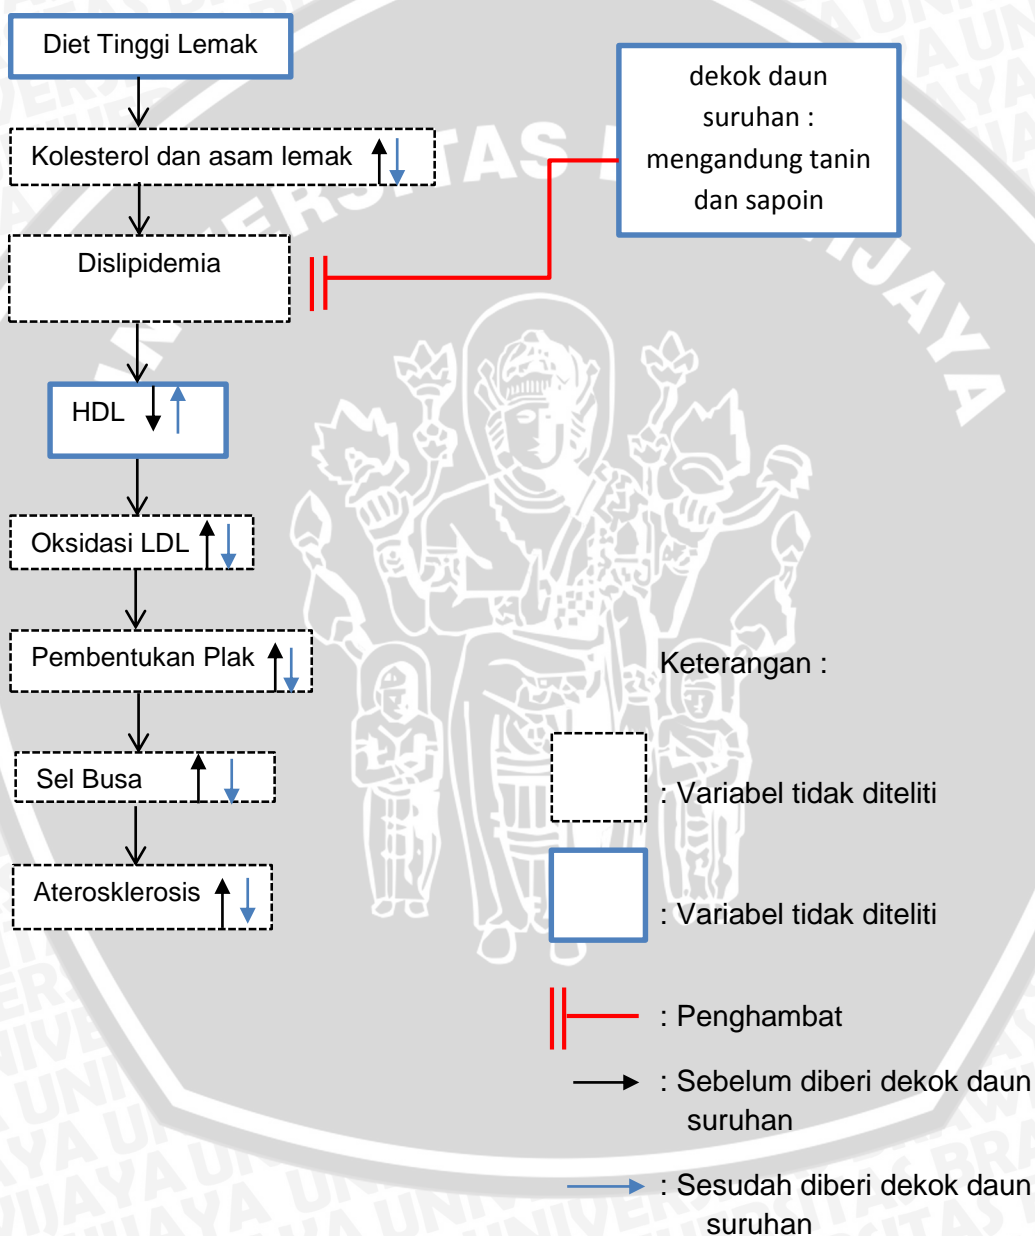 Diet Tinggi Lemak
dekok daun
suruhan :
mengandung tanin
dan sapoin
Kolesterol dan asam lemak
Dislipidemia
HDL
Oksidasi LDL
Pembentukan Plak
Sel Busa
Aterosklerosis
Keterangan :
: Variabel tidak diteliti
: Variabel tidak diteliti
: Penghambat
: Sebelum diberi dekok daun
suruhan
: Sesudah diberi dekok daun
suruhan